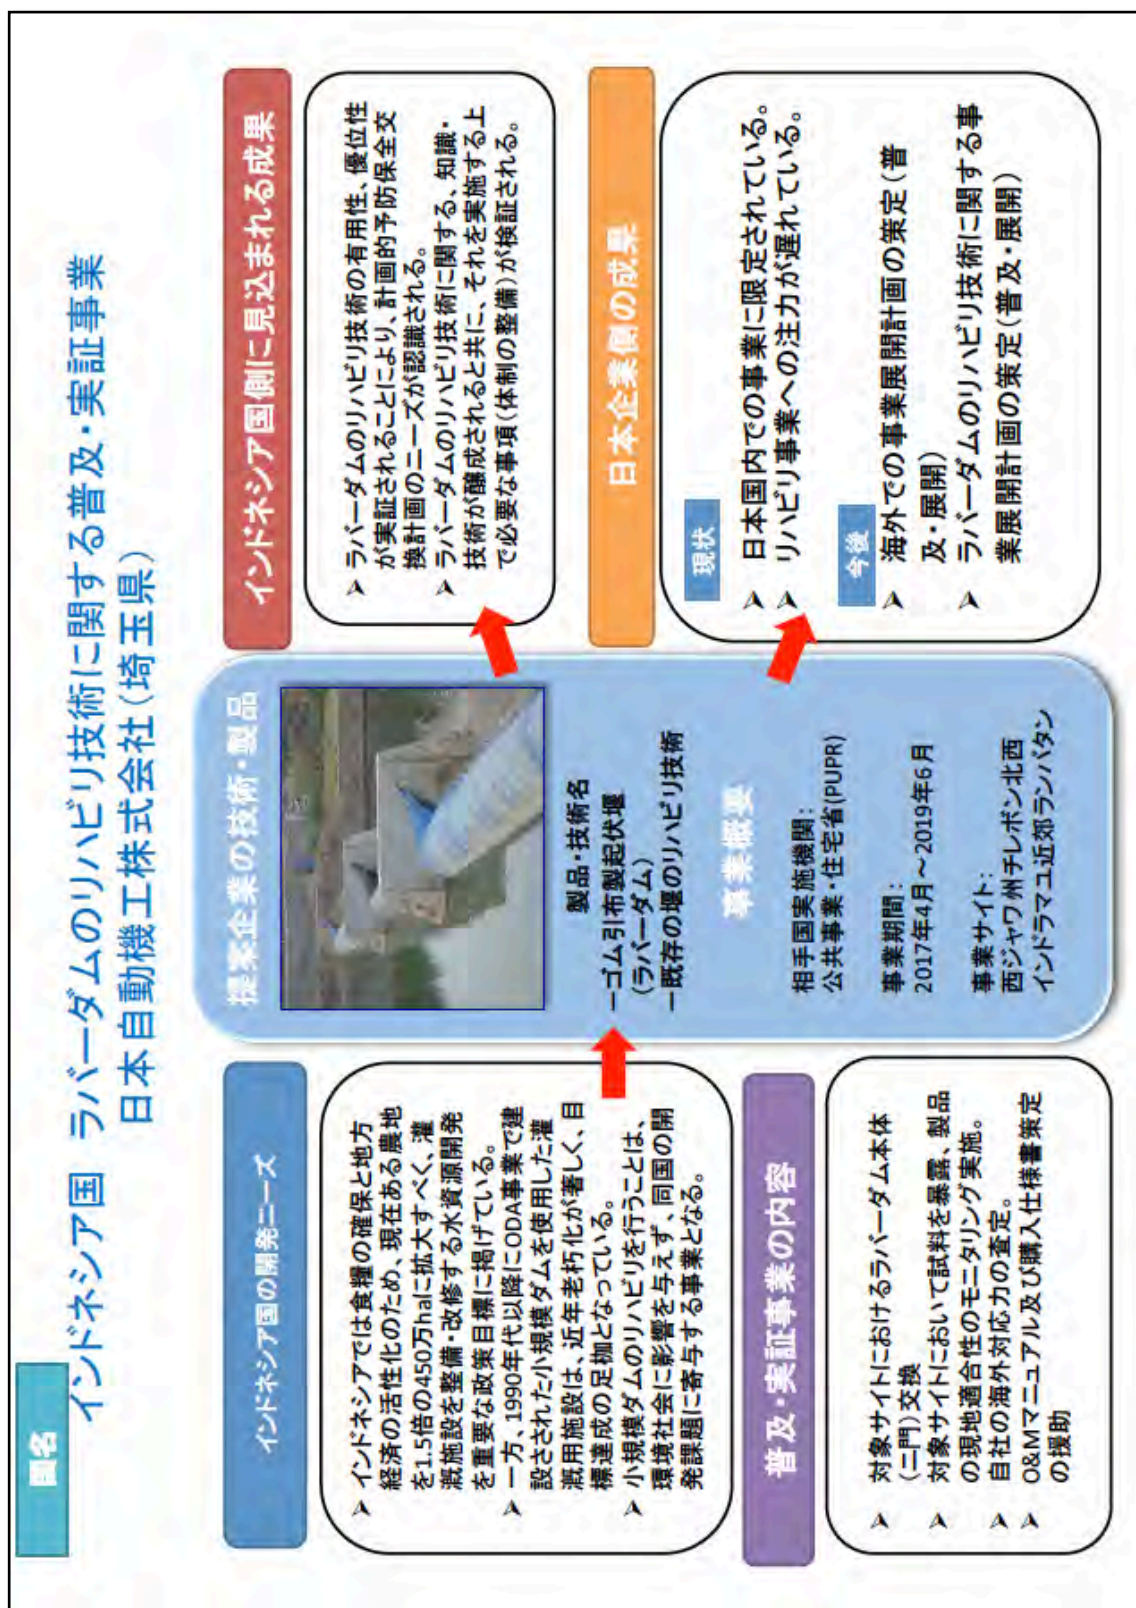 国名
インドネシア国　ラバーダムのリハビリ技術に関する普及・実証事業
日本自動機工株式会社(埼玉県)
インドネシア国の開発ニーズ
➤ インドネシアでは食糧の確保と地方
経済の活性化のため、現在ある農地
を1.5倍の450万haに拡大すべく、灌
漑施設を整備・改修する水資源開発
を重要な政策目標に掲げている。
➤ 一方、1990年代以降にODA事業で建
設された小規模ダムを使用した灌
漑用施設は、近年老朽化が著しく、目
標達成の足枷となっている。
➤ 小規模ダムのリハビリを行うことは、
環境社会に影響を与えず、同国の開
発課題に寄与する事業となる。
普及・実証事業の内容
➤ 対象サイトにおけるラバーダム本体
(二門)交換
➤ 対象サイトにおいて試料を暴露、製品
の現地適合性のモニタリング実施。
➤ 自社の海外対応力の査定。
➤ O&Mマニュアル及び購入仕様書策定
の援助
提案企業の技術・製品
製品・技術名
－ゴム引布製起伏堰
(ラバーダム)
－既存の堰のリハビリ技術
事業概要
相手国実施機関：
公共事業・住宅省(PUPR)
事業期間：
2017年4月～2019年6月
事業サイト：
西ジャワ州チレボン北西
インドラマユ近郊ランバタン
インドネシア国側に見込まれる成果
➤ ラバーダムのリハビリ技術の有用性、優位性
が実証されることにより、計画的予防保全交
換計画のニーズが認識される。
➤ ラバーダムのリハビリ技術に関する、知識・
技術が醸成されると共に、それを実施する上
で必要な事項(体制の整備)が検証される。
日本企業側の成果
現状
➤ 日本国内での事業に限定されている。
➤ リハビリ事業への注力が遅れている。
今後
➤ 海外での事業展開計画の策定(普
及・展開)
➤ ラバーダムのリハビリ技術に関する事
業展開計画の策定(普及・展開)